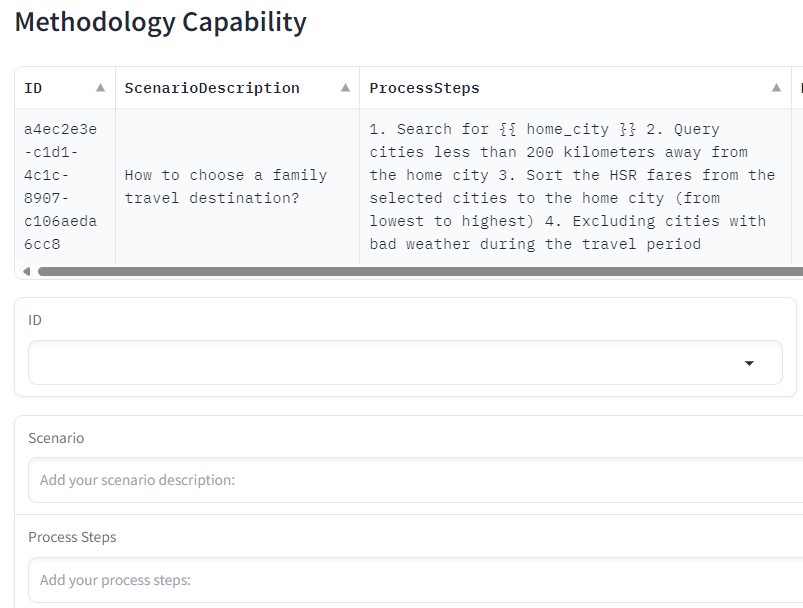 Methodology Capability
ID
ScenarioDescription
ProcessSteps
a4ec2e3e
-c1d1-
4c1c-
8907-
c106aeda
6cc8
How to choose a family
travel destination?
1. Search for {{ home_city }} 2. Query
cities less than 200 kilometers away from
the home city 3. Sort the HSR fares from the
selected cities to the home city (from
lowest to highest) 4. Excluding cities with
bad weather during the travel period
ID
Scenario
Add your scenario description:
Process Steps
Add your process steps: